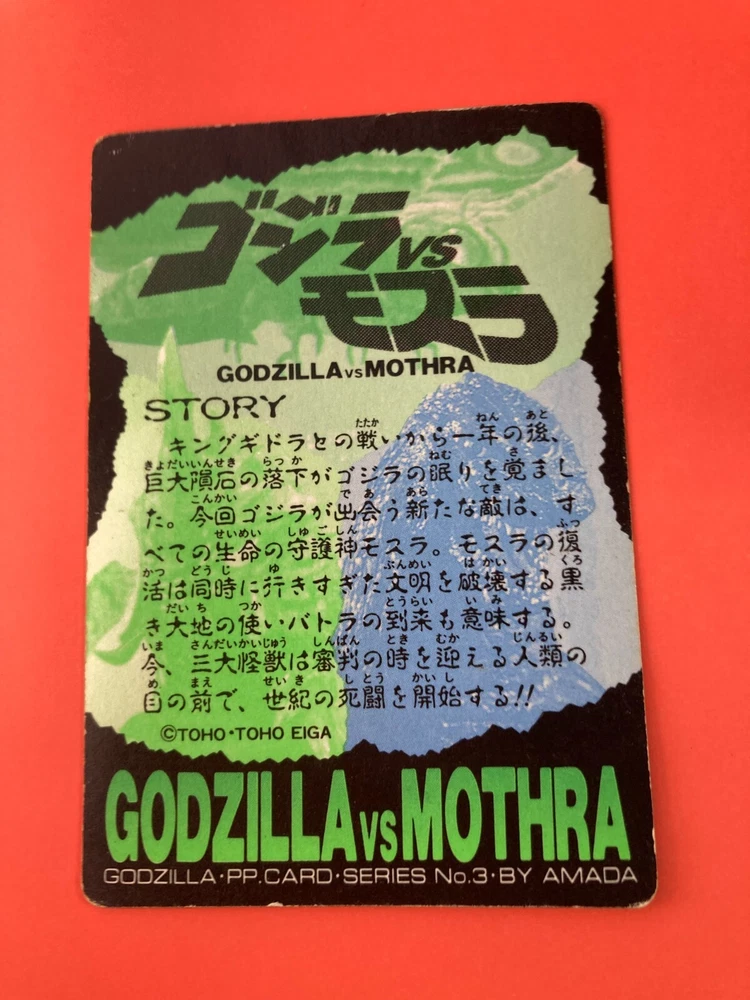 ゴジラVS
モスラ
GODZILLA VS MOTHRA
STORY
キングギドラとの戦いから一年の後、
巨大隕石の落下がゴジラの眠りを覚まし
た。今回ゴジラが出会う新たな敵は、す
べての生命の守護神モスラ。モスラの復
活は同時に行きすぎた文明を破壊する黒
き大地の使いバトラの到来も意味する。
今、三大怪獣は審判の時を迎える人類の
目の前で、世紀の死闘を開始する!!
©TOHO・TOHO EIGA
GODZILLA VS MOTHRA
GODZILLA・PP.CARD・SERIES No.3・BY AMADA